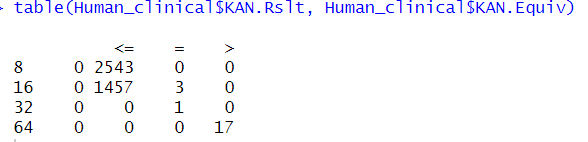 > table(Human_clinical$KAN.Rslt, Human_clinical$KAN.Equiv)
<= = >
8 0 2543 0 0
16 0 1457 3 0
32 0 0 1 0
64 0 0 0 17